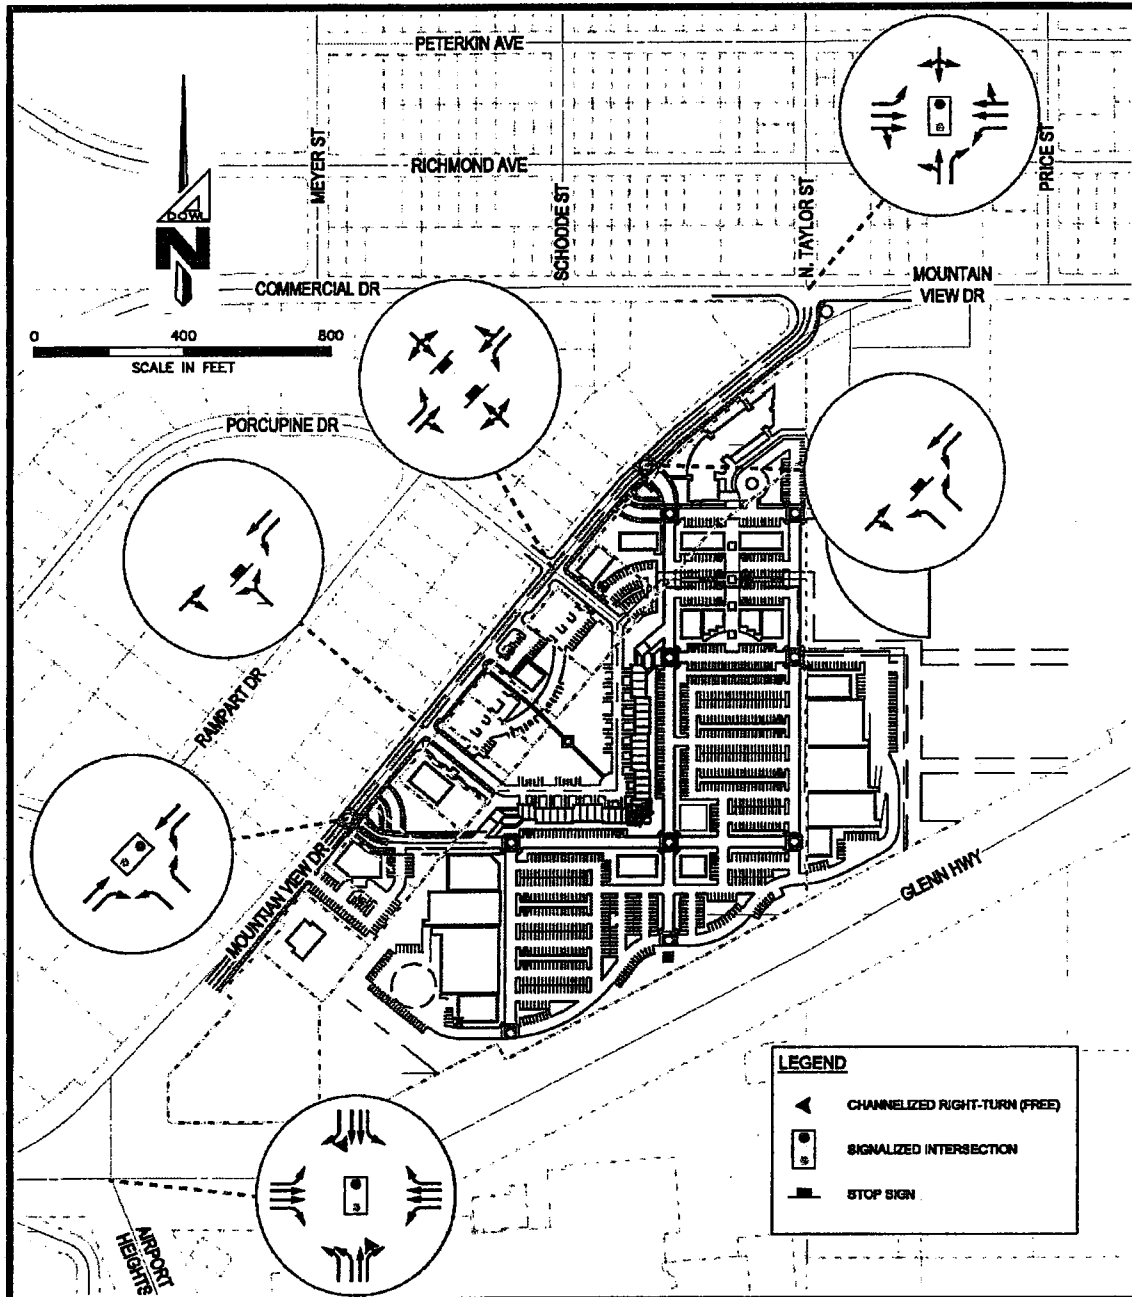 PETERKIN AVE
MEYER ST
RICHMOND AVE
SCHODDE ST
N. TAYLOR ST
PRICE ST
DOWL
N
COMMERCIAL DR
MOUNTAIN
VIEW DR
0 400 800
SCALE IN FEET
PORCUPINE DR
RAMPART DR
MOUNTIAN VIEW DR
GLENN HWY
AIRPORT
HEIGHTS
LEGEND
CHANNELIZED RIGHT-TURN (FREE)
SIGNALIZED INTERSECTION
STOP SIGN